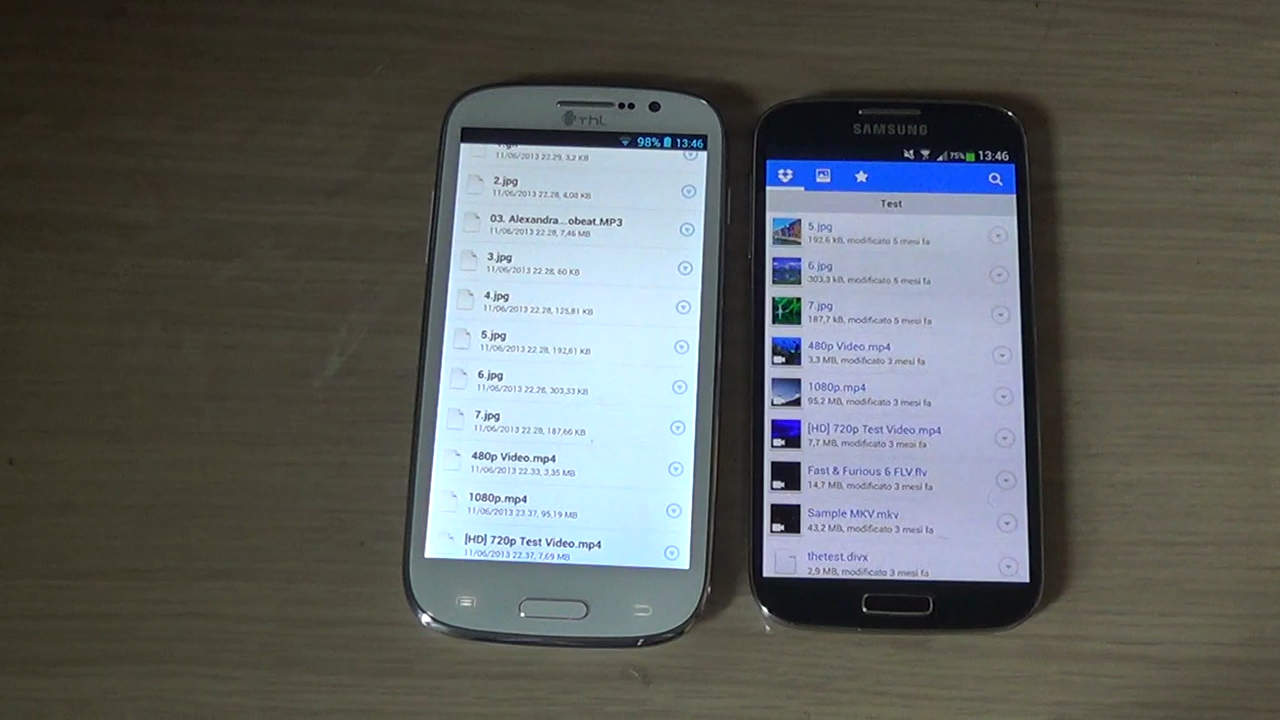 THL
98% 13:46
11/06/2013 22.29, 3,2 KB
2.jpg
11/06/2013 22.28, 4,08 KB
03. Alexandra...obeat.MP3
11/06/2013 22.28, 7,46 MB
3.jpg
11/06/2013 22.28, 60 KB
4.jpg
11/06/2013 22.28, 125,81 KB
5.jpg
11/06/2013 22.28, 192,61 KB
6.jpg
11/06/2013 22.28, 303,33 KB
7.jpg
11/06/2013 22.28, 187,66 KB
480p Video.mp4
11/06/2013 22.33, 3,35 MB
1080p.mp4
11/06/2013 23.37, 95,19 MB
[HD] 720p Test Video.mp4
11/06/2013 22.37, 7,69 MB
SAMSUNG
75% 13:46
Test
5.jpg
192,6 kB, modificato 5 mesi fa
6.jpg
303,3 kB, modificato 5 mesi fa
7.jpg
187,7 kB, modificato 5 mesi fa
480p Video.mp4
3,3 MB, modificato 3 mesi fa
1080p.mp4
95,2 MB, modificato 3 mesi fa
[HD] 720p Test Video.mp4
7,7 MB, modificato 3 mesi fa
Fast & Furious 6 FLV.flv
14,7 MB, modificato 3 mesi fa
Sample MKV.mkv
43,2 MB, modificato 3 mesi fa
thetest.divx
2,9 MB, modificato 3 mesi fa